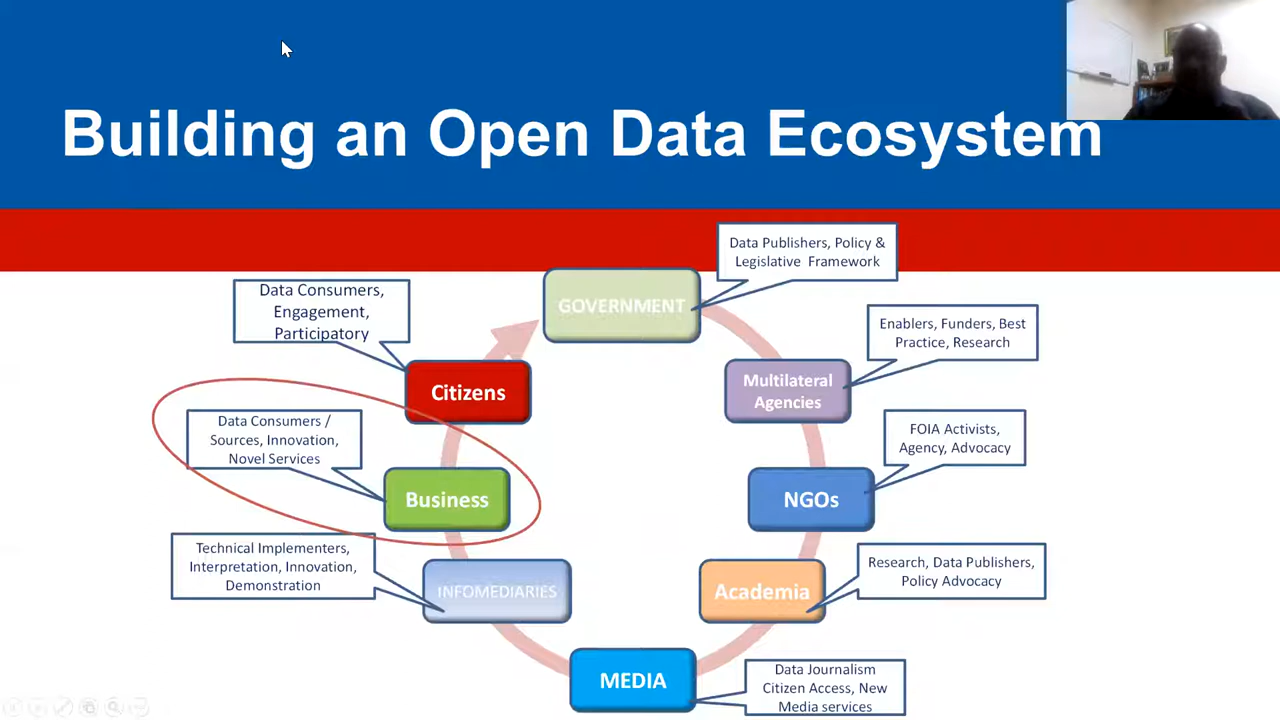 Building an Open Data Ecosystem
Data Publishers, Policy &
Legislative Framework
GOVERNMENT
Data Consumers,
Engagement,
Participatory
Enablers, Funders, Best
Practice, Research
Citizens
Multilateral
Agencies
Data Consumers /
Sources, Innovation,
Novel Services
FOIA Activists,
Agency, Advocacy
Business
NGOs
Technical Implementers,
Interpretation, Innovation,
Demonstration
INFOMEDIARIES
Academia
Research, Data Publishers,
Policy Advocacy
MEDIA
Data Journalism
Citizen Access, New
Media services